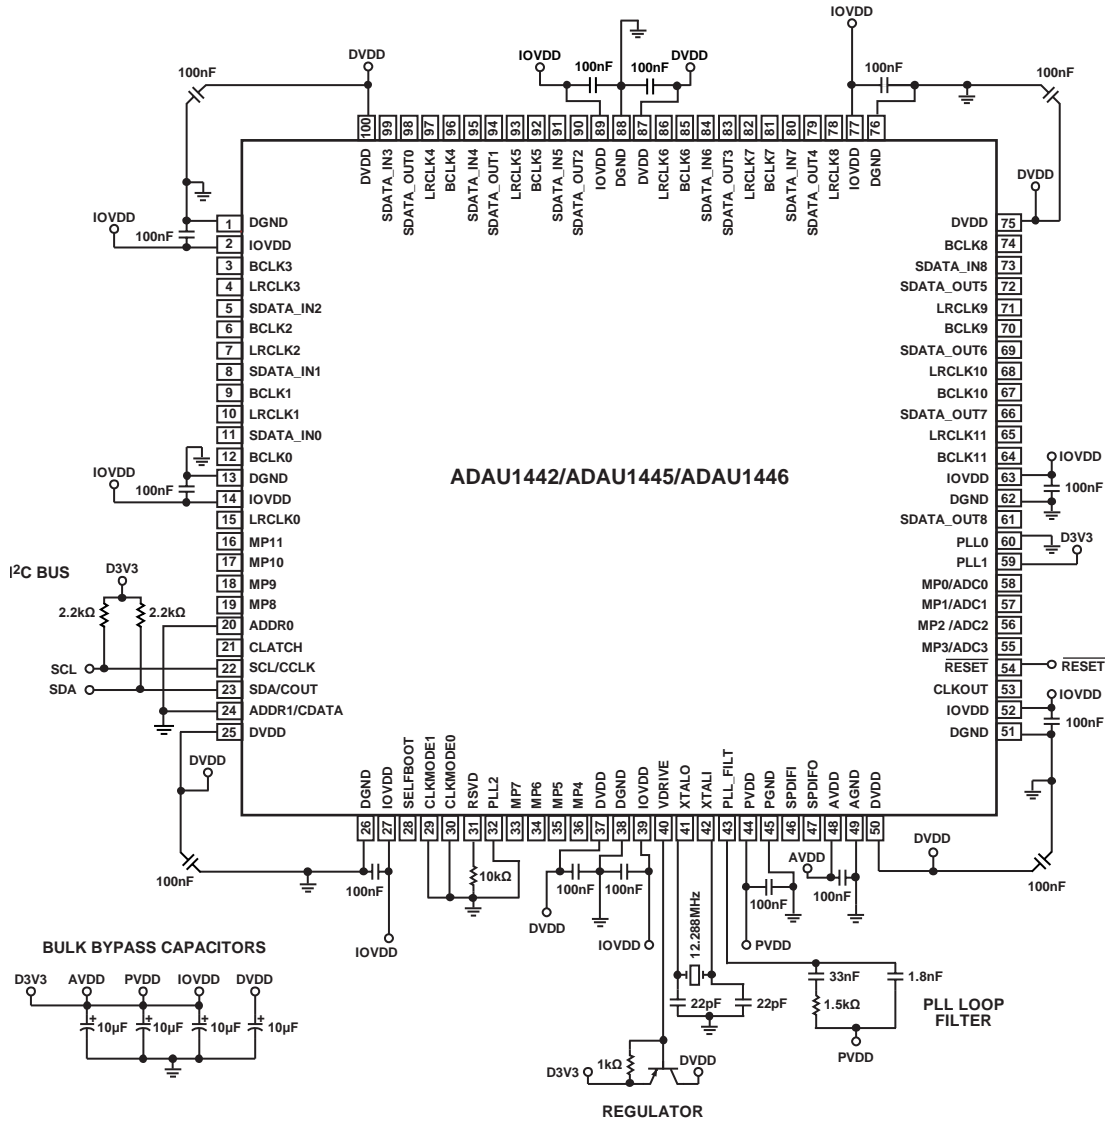 IOVDD
DVDD
IOVDD
DVDD
100nF
100nF
100nF
100nF
100nF
100 99 98 97 96 95 94 93 92 91 90 89 88 87 86 85 84 83 82 81 80 79 78 77 76
DVDD
SDATA_IN3
SDATA_OUT0
LRCLK4
BCLK4
SDATA_IN4
SDATA_OUT1
LRCLK5
BCLK5
SDATA_IN5
SDATA_OUT2
IOVDD
DGND
DVDD
LRCLK6
BCLK6
SDATA_IN6
SDATA_OUT3
LRCLK7
BCLK7
SDATA_IN7
SDATA_OUT4
LRCLK8
IOVDD
DGND
IOVDD
100nF
1 DGND
2 IOVDD
3 BCLK3
4 LRCLK3
5 SDATA_IN2
6 BCLK2
7 LRCLK2
8 SDATA_IN1
9 BCLK1
10 LRCLK1
11 SDATA_IN0
12 BCLK0
13 DGND
14 IOVDD
15 LRCLK0
16 MP11
17 MP10
18 MP9
19 MP8
20 ADDR0
21 CLATCH
22 SCL/CCLK
23 SDA/COUT
24 ADDR1/CDATA
25 DVDD
IOVDD
100nF
I2C BUS
D3V3
2.2kΩ
2.2kΩ
SCL
SDA
ADAU1442/ADAU1445/ADAU1446
DVDD
DVDD 75
BCLK8 74
SDATA_IN8 73
SDATA_OUT5 72
LRCLK9 71
BCLK9 70
SDATA_OUT6 69
LRCLK10 68
BCLK10 67
SDATA_OUT7 66
LRCLK11 65
BCLK11 64
IOVDD 63
DGND 62
SDATA_OUT8 61
PLL0 60
PLL1 59
MP0/ADC0 58
MP1/ADC1 57
MP2 /ADC2 56
MP3/ADC3 55
RESET 54
CLKOUT 53
IOVDD 52
DGND 51
IOVDD
100nF
D3V3
RESET
IOVDD
100nF
DGND
IOVDD
SELFBOOT
CLKMODE1
CLKMODE0
RSVD
PLL2
MP7
MP6
MP5
MP4
DVDD
DGND
IOVDD
VDRIVE
XTALO
XTALI
PLL_FILT
PVDD
PGND
SPDIFI
SPDIFO
AVDD
AGND
DVDD
26 27 28 29 30 31 32 33 34 35 36 37 38 39 40 41 42 43 44 45 46 47 48 49 50
DVDD
100nF
100nF
IOVDD
10kΩ
100nF
100nF
DVDD
IOVDD
12.288MHz
100nF
PVDD
AVDD
100nF
DVDD
100nF
22pF
22pF
33nF
1.8nF
1.5kΩ
PLL LOOP
FILTER
PVDD
BULK BYPASS CAPACITORS
D3V3 AVDD PVDD IOVDD DVDD
+ + + +
10µF 10µF 10µF 10µF
1kΩ
D3V3
DVDD
REGULATOR